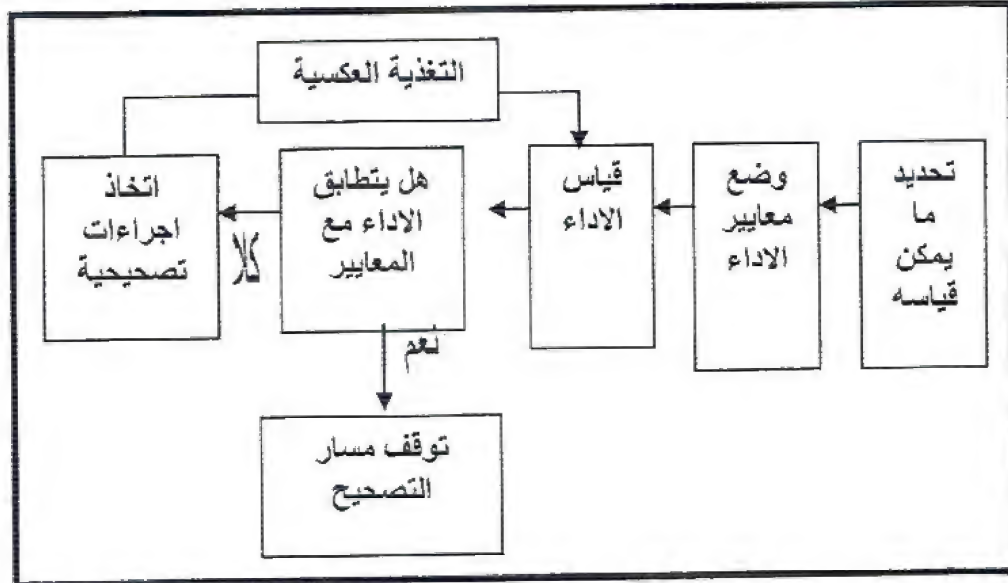 التغذية العكسية
تحديد
ما
يمكن
قياسه
وضع
معايير
الاداء
قياس
الاداء
هل يتطابق
الاداء مع
المعايير
كلا
اتخاذ
اجراءات
تصحيحية
نعم
توقف مسار
التصحيح